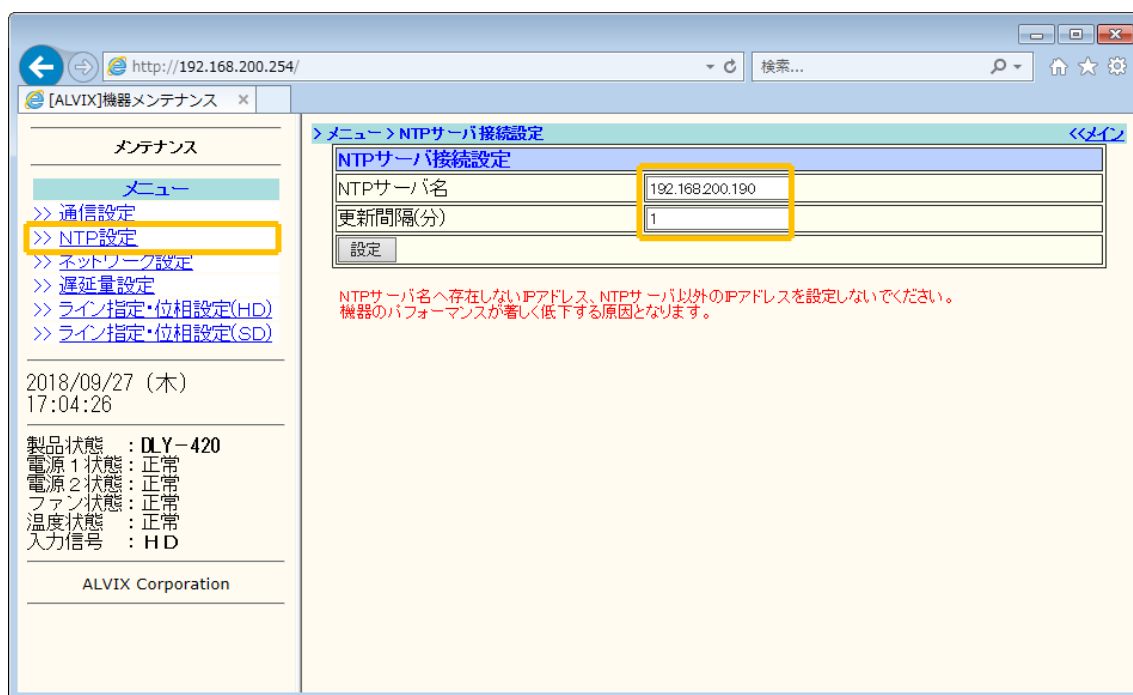 http://192.168.200.254/
検索...
[ALVIX]機器メンテナンス
メンテナンス
メニュー
>> 通信設定
>> NTP設定
>> ネットワーク設定
>> 遅延量設定
>> ライン指定・位相設定(HD)
>> ライン指定・位相設定(SD)
2018/09/27 (木)
17:04:26
製品状態 :DLY-420
電源1状態:正常
電源2状態:正常
ファン状態:正常
温度状態 :正常
入力信号 :HD
ALVIX Corporation
> メニュー > NTPサーバ接続設定 <<メイン
NTPサーバ接続設定
NTPサーバ名 192.168.200.190
更新間隔(分) 1
設定
NTPサーバ名へ存在しないIPアドレス、NTPサーバ以外のIPアドレスを設定しないでください。
機器のパフォーマンスが著しく低下する原因となります。